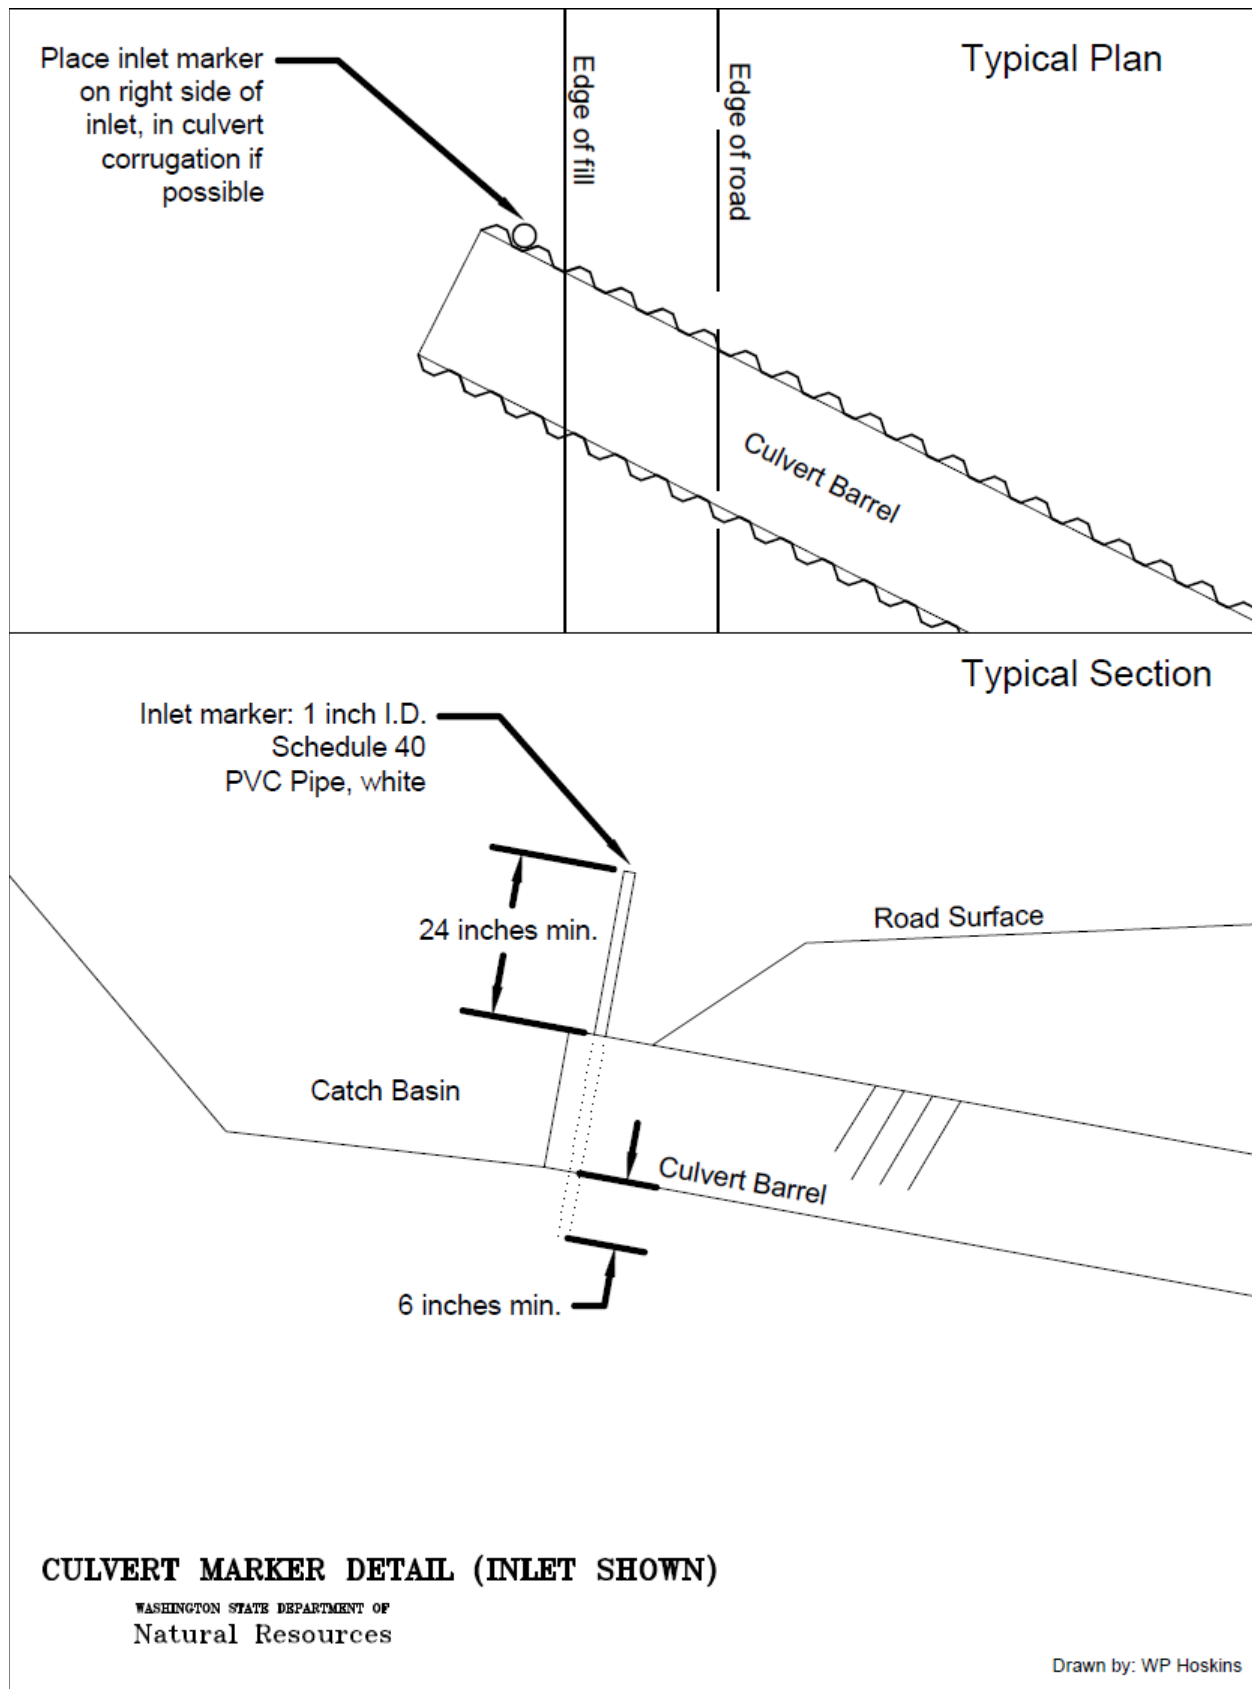 Typical Plan
Place inlet marker
on right side of
inlet, in culvert
corrugation if
possible
Edge of fill
Edge of road
Culvert Barrel
Typical Section
Inlet marker: 1 inch I.D.
Schedule 40
PVC Pipe, white
24 inches min.
Road Surface
Catch Basin
Culvert Barrel
6 inches min.
CULVERT MARKER DETAIL (INLET SHOWN)
WASHINGTON STATE DEPARTMENT OF
Natural Resources
Drawn by: WP Hoskins